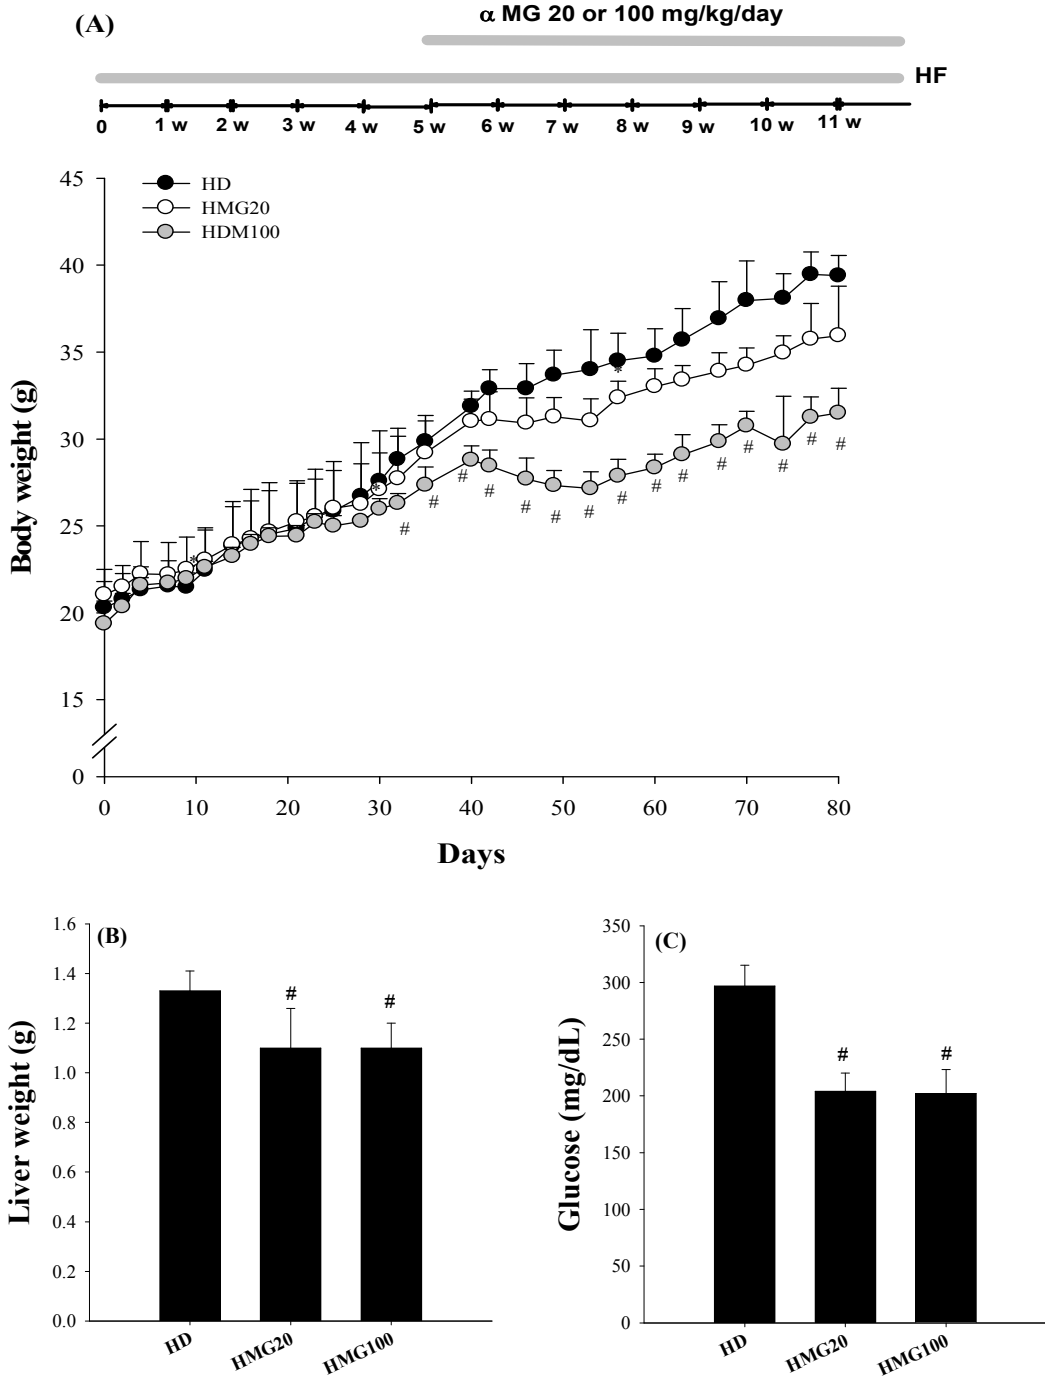 (A)
α MG 20 or 100 mg/kg/day
HF
0 1 w 2 w 3 w 4 w 5 w 6 w 7 w 8 w 9 w 10 w 11 w
HD
HMG20
HDM100
Body weight (g)
45
40
35
30
25
20
15
0
* * *
# # # # # # # # # # # # # #
0 10 20 30 40 50 60 70 80
Days
(B)
Liver weight (g)
1.6
1.4
1.2
1.0
0.8
0.6
0.4
0.2
0.0
# #
HD HMG20 HMG100
(C)
Glucose (mg/dL)
350
300
250
200
150
100
50
0
# #
HD HMG20 HMG100